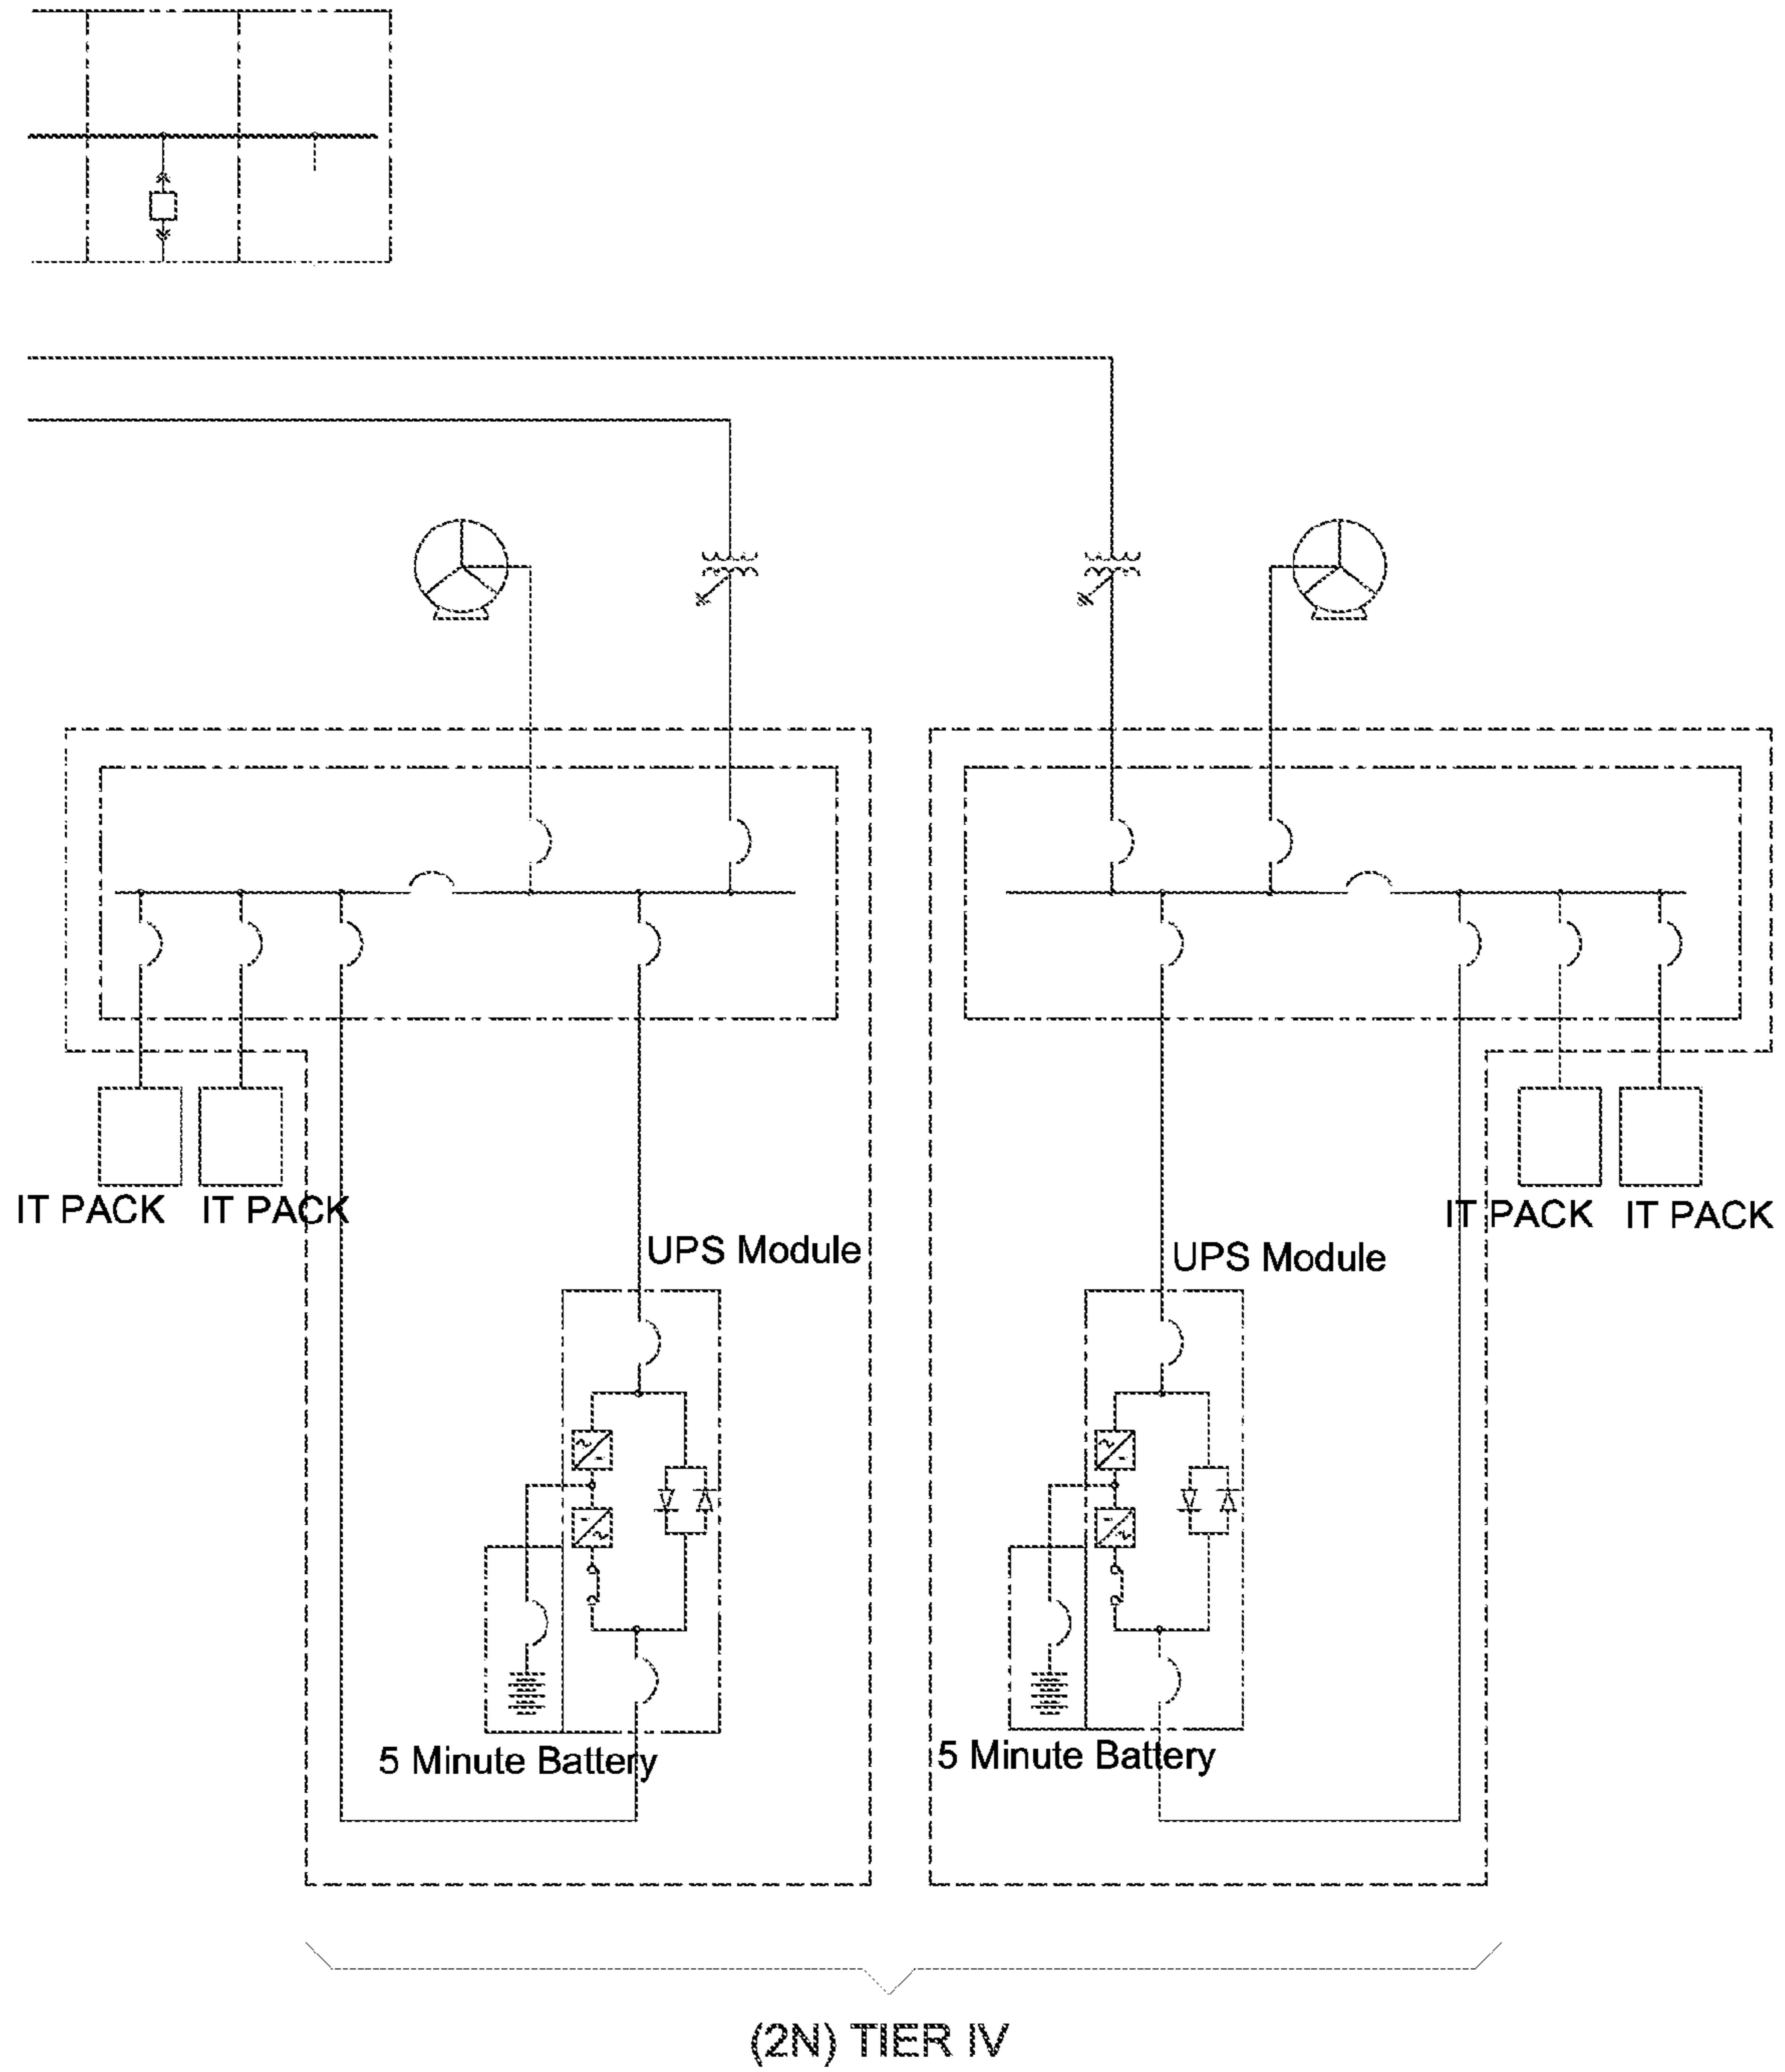 IT PACK
IT PACK
IT PACK
IT PACK
UPS Module
UPS Module
5 Minute Battery
5 Minute Battery
(2N) TIER IV